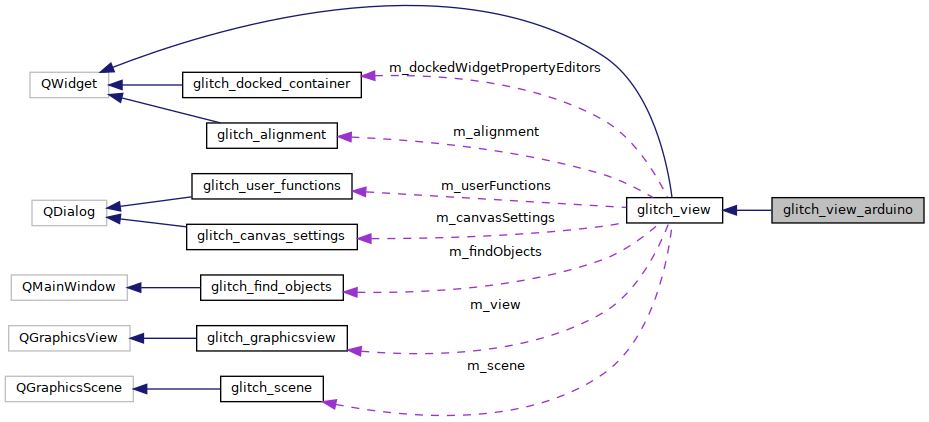 m_dockedWidgetPropertyEditors
QWidget
glitch_docked_container
m_alignment
glitch_alignment
m_userFunctions
glitch_user_functions
QDialog
m_canvasSettings
glitch_canvas_settings
glitch_view
glitch_view_arduino
m_findObjects
QMainWindow
glitch_find_objects
m_view
QGraphicsView
glitch_graphicsview
m_scene
QGraphicsScene
glitch_scene